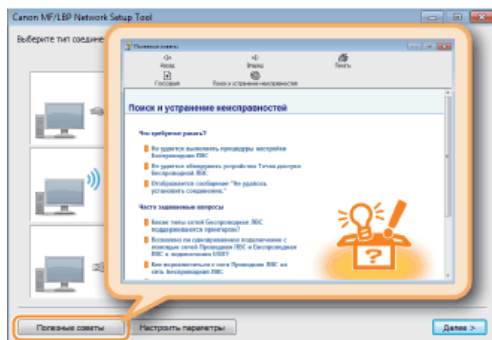 Canon MF/LBP Network Setup Tool
Выберите тип соедине
Полезные советы
Назад
Вперед
Печать
Глоссарий
Поиск и устранение неисправностей
Поиск и устранение неисправностей
Что требуется узнать?
Не удается выполнить процедуры настройки
Беспроводная ЛВС
Не удается обнаружить устройство Точка доступа
Беспроводной ЛВС
Отображается сообщение "Не удалось
установить соединение."
Часто задаваемые вопросы
Какие типы сетей Беспроводная ЛВС
поддерживаются принтером?
Возможно ли одновременное подключение с
помощью сетей Проводная ЛВС и Беспроводная
ЛВС и подключения USB?
Как переключиться с сети Проводная ЛВС на
сеть Беспроводная ЛВС
?
Полезные советы
Настроить параметры
Далее >